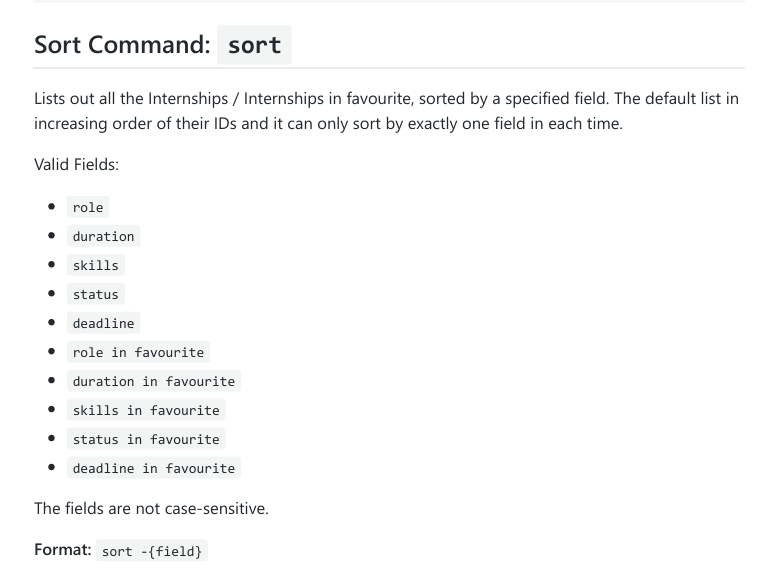 Sort Command: sort
Lists out all the Internships / Internships in favourite, sorted by a specified field. The default list in
increasing order of their IDs and it can only sort by exactly one field in each time.
Valid Fields:
role
duration
skills
status
deadline
role in favourite
duration in favourite
skills in favourite
status in favourite
deadline in favourite
The fields are not case-sensitive.
Format: sort -{field}